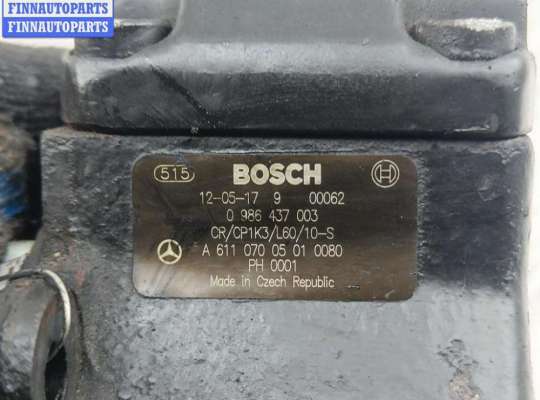 FINNAUTOPARTS
FINNAUTOPARTS
515 BOSCH
12-05-17 9 00062
0 986 437 003
CR/CP1K3/L60/10-S
A 611 070 05 01 0080
PH 0001
Made in Czech Republic